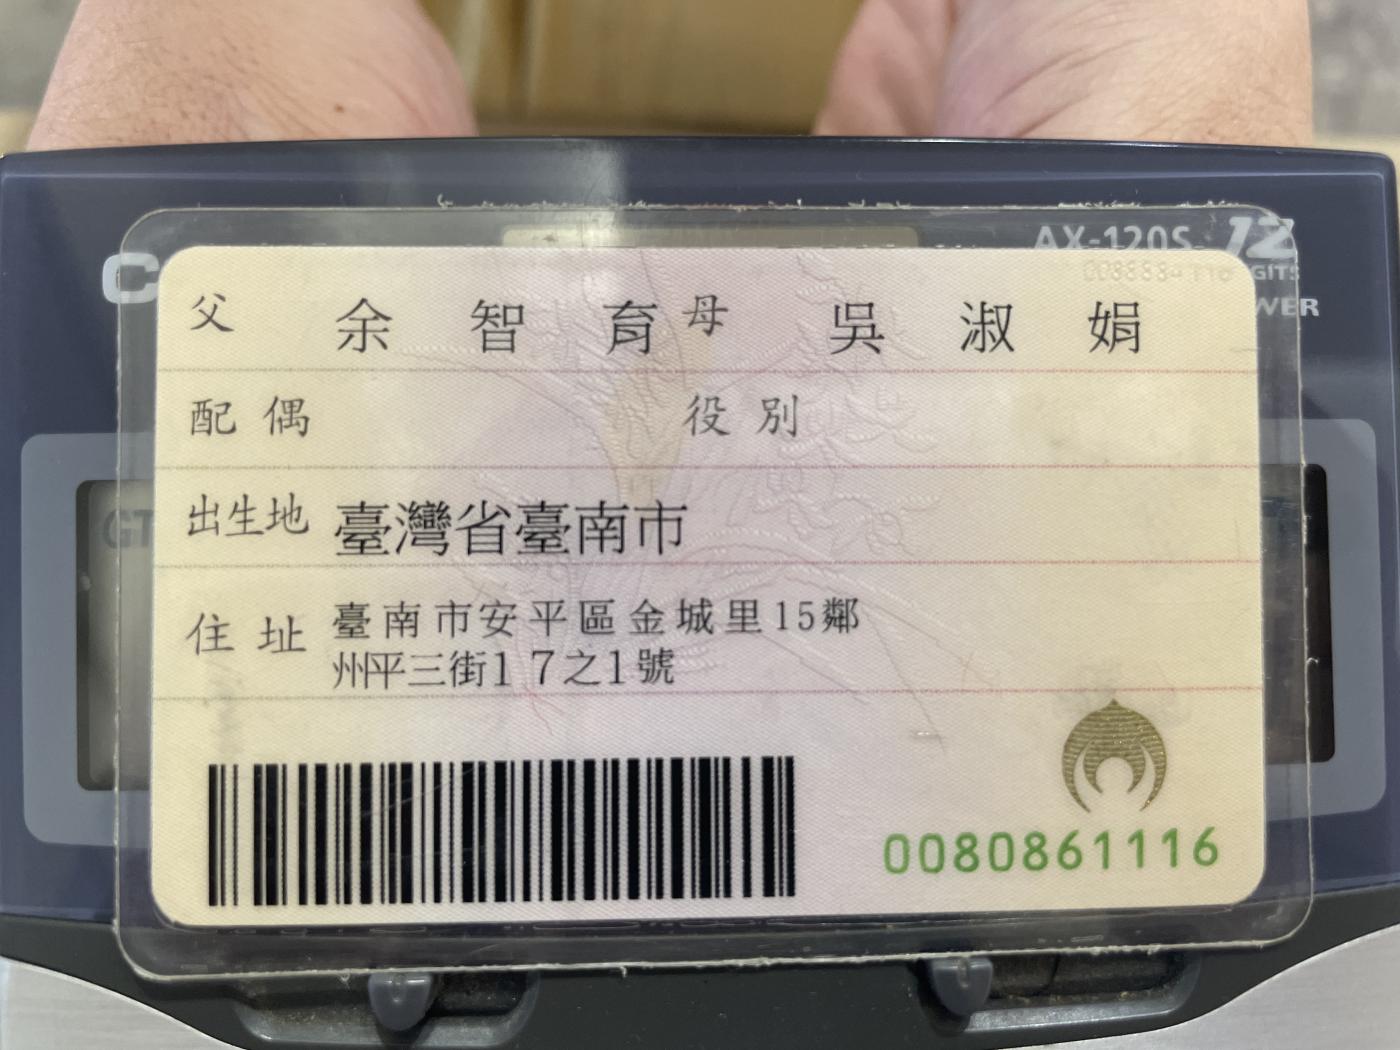 AX-120S 12
DIGITS
父 余智育 母 吳淑娟
配偶 役別
出生地 臺灣省臺南市
住址 臺南市安平區金城里15鄰
州平三街17之1號
0080861116